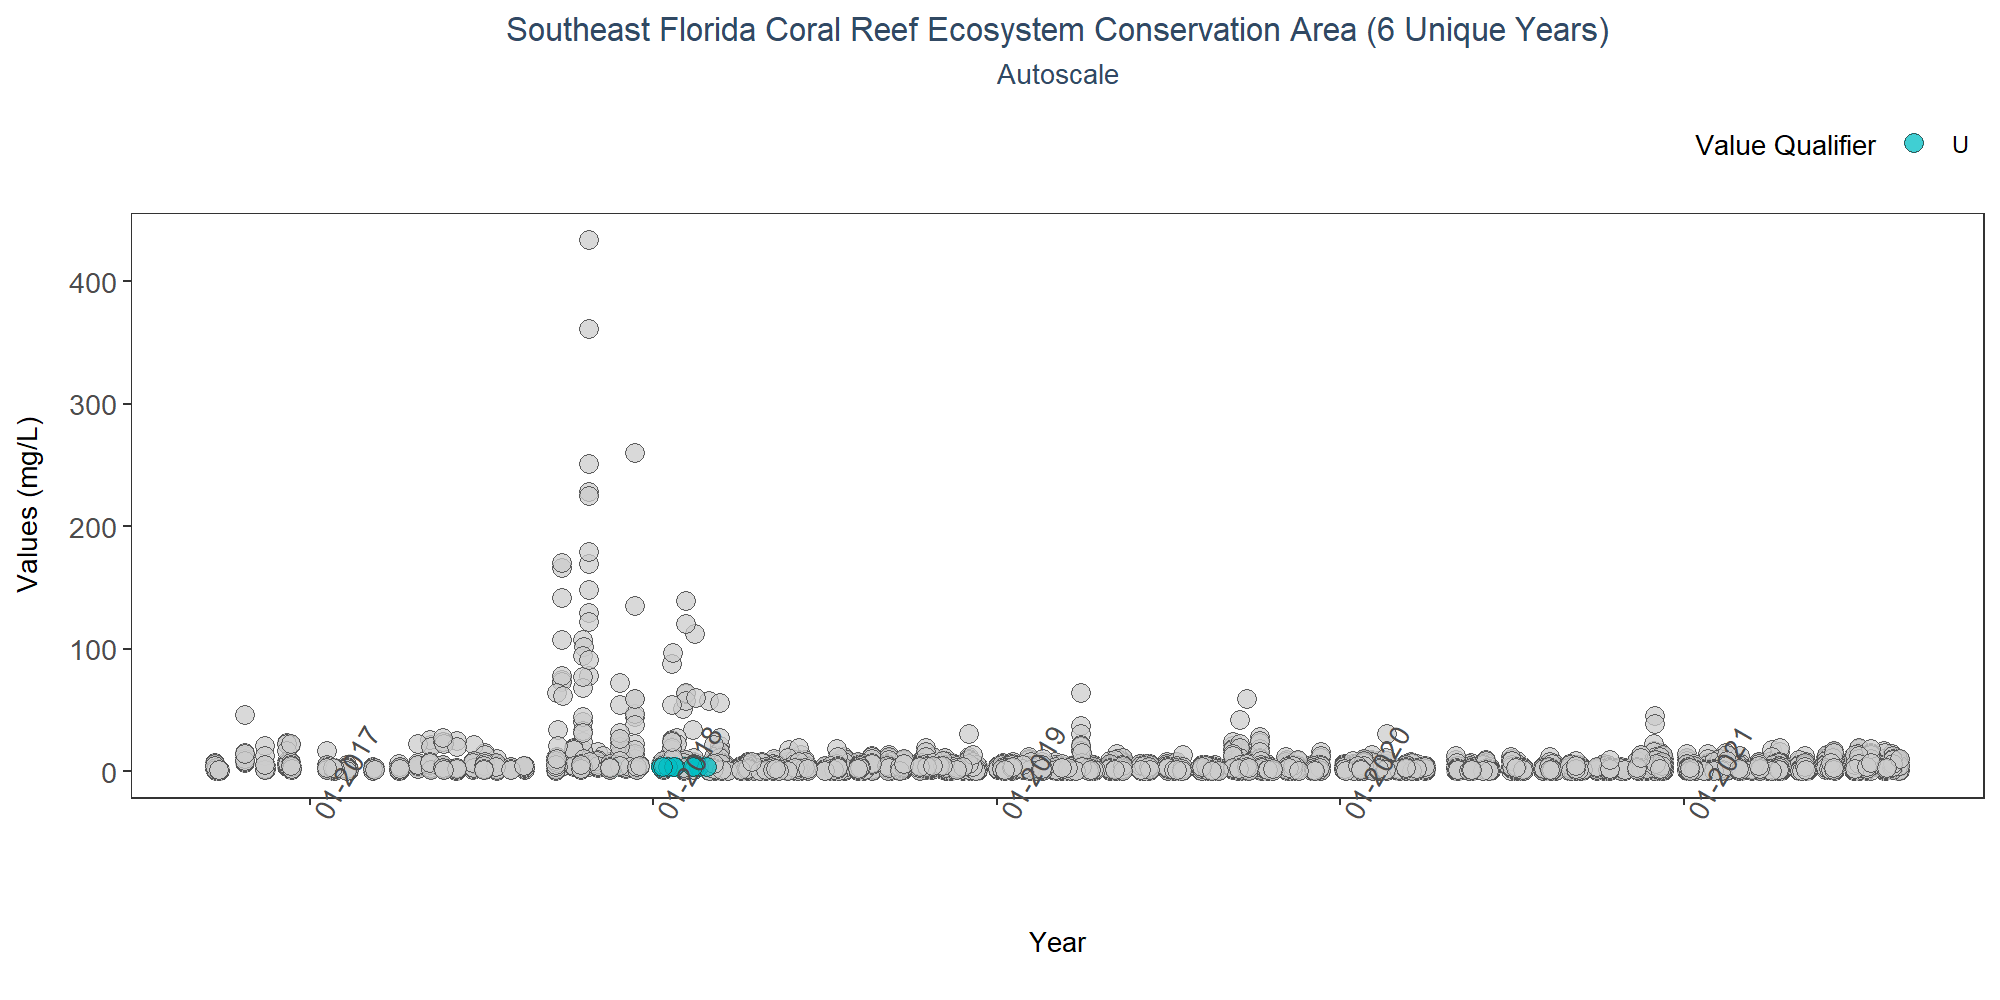 Southeast Florida Coral Reef Ecosystem Conservation Area (6 Unique Years)
Autoscale
Value Qualifier U
Values (mg/L)
400
300
200
100
0
01-2017
01-2018
01-2019
01-2020
01-2021
Year